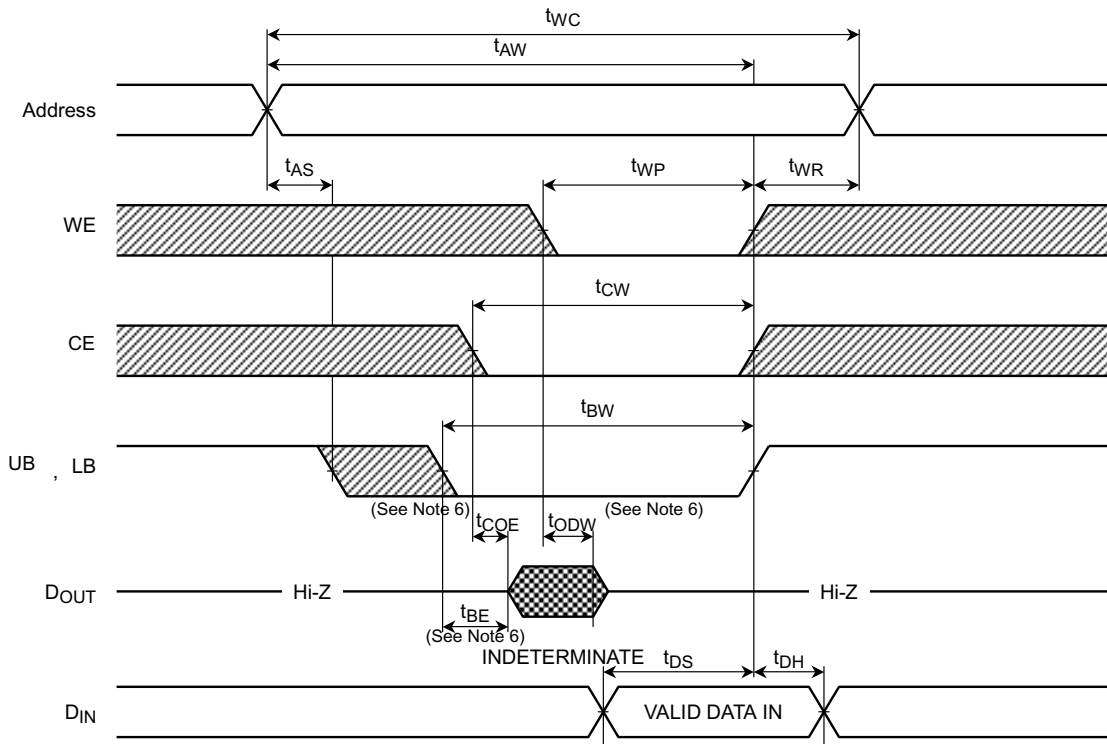 tWC
tAW
Address
tAS
tWP
tWR
WE
tCW
CE
tBW
UB , LB
(See Note 6)
(See Note 6)
tCOE
tODW
DOUT
Hi-Z
Hi-Z
tBE
(See Note 6)
INDETERMINATE
tDS
tDH
DIN
VALID DATA IN